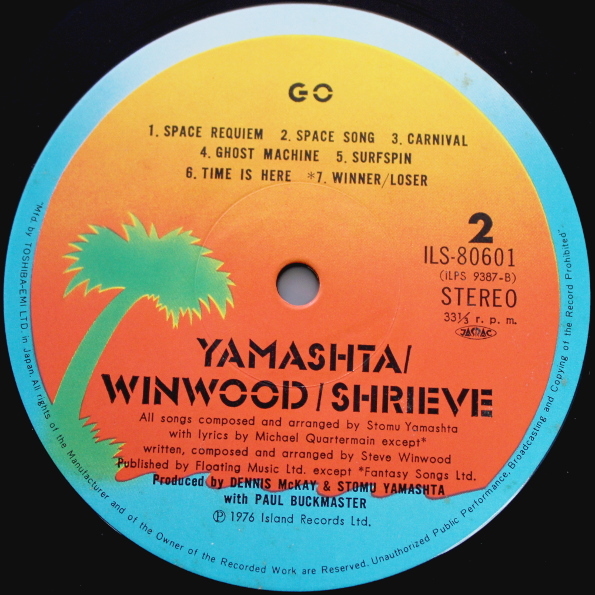 GO
1. SPACE REQUIEM 2. SPACE SONG 3. CARNIVAL
4. GHOST MACHINE 5. SURFSPIN
6. TIME IS HERE *7. WINNER/LOSER
2
ILS-80601
(ILPS 9387-B)
STEREO
33⅓ r. p. m.
JASRAC
YAMASHTA/
WINWOOD/SHRIEVE
All songs composed and arranged by Stomu Yamashta
with lyrics by Michael Quartermain except*
written, composed and arranged by Steve Winwood
Published by Floating Music Ltd. except *Fantasy Songs Ltd.
Produced by DENNIS McKAY & STOMU YAMASHTA
with PAUL BUCKMASTER
Ⓟ 1976 Island Records Ltd.
"Mfd. by TOSHIBA-EMI LTD. in Japan. All rights of the Manufacturer and of the Owner of the Recorded Work are Reserved. Unauthorized Public Performance, Broadcasting and Copying of the Record Prohibited"